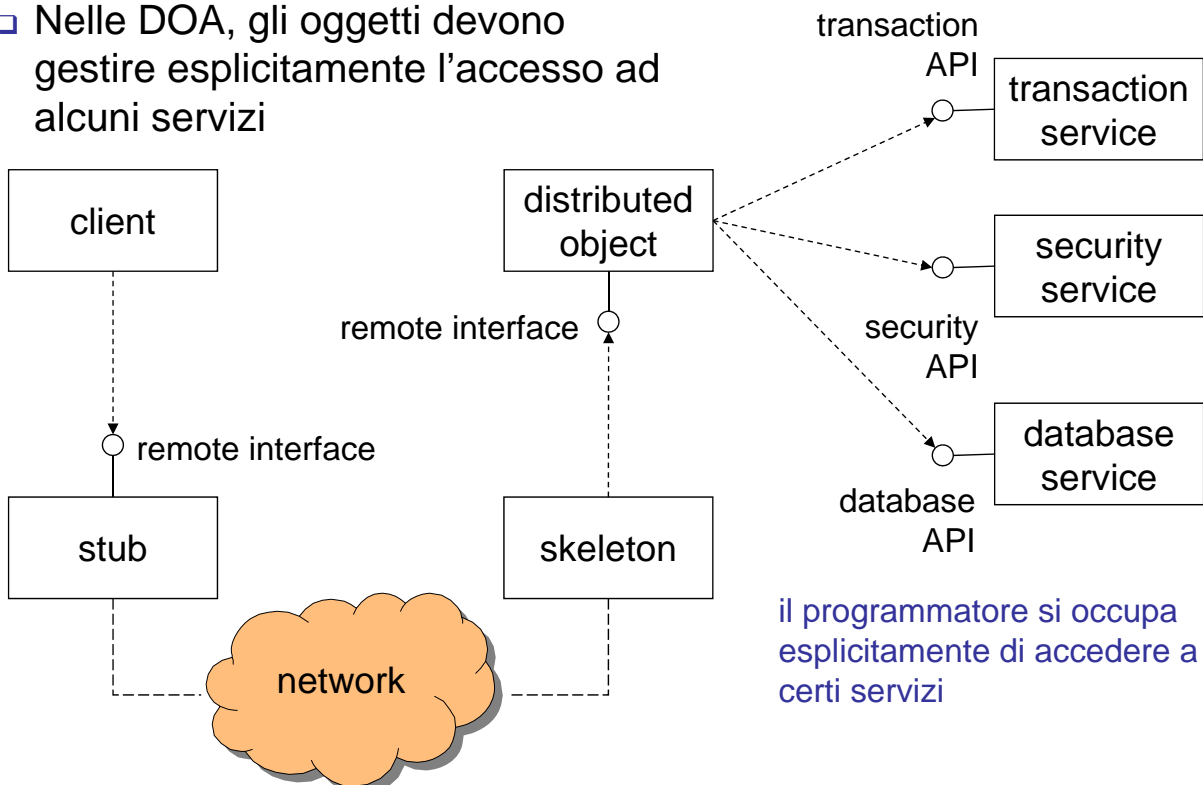 Nelle DOA, gli oggetti devono
gestire esplicitamente l’accesso ad
alcuni servizi
transaction
API
transaction
service
client
distributed
object
security
service
remote interface
security
API
remote interface
database
service
database
API
stub
skeleton
network
il programmatore si occupa
esplicitamente di accedere a
certi servizi